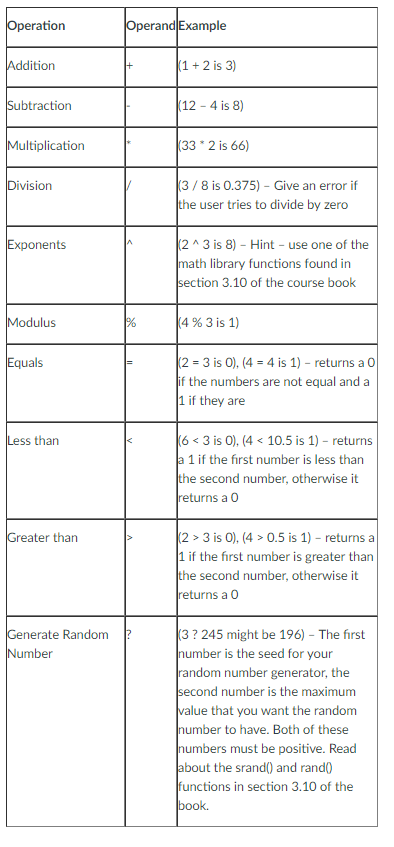 Operation Operand Example
Addition + (1 + 2 is 3)
Subtraction - (12 – 4 is 8)
Multiplication * (33 * 2 is 66)
Division / (3 / 8 is 0.375) – Give an error if
the user tries to divide by zero
Exponents ^ (2 ^ 3 is 8) – Hint – use one of the
math library functions found in
section 3.10 of the course book
Modulus % (4 % 3 is 1)
Equals = (2 = 3 is 0), (4 = 4 is 1) – returns a 0
if the numbers are not equal and a
1 if they are
Less than < (6 < 3 is 0), (4 < 10.5 is 1) – returns
a 1 if the first number is less than
the second number, otherwise it
returns a 0
Greater than > (2 > 3 is 0), (4 > 0.5 is 1) – returns a
1 if the first number is greater than
the second number, otherwise it
returns a 0
Generate Random ? (3 ? 245 might be 196) – The first
Number number is the seed for your
random number generator, the
second number is the maximum
value that you want the random
number to have. Both of these
numbers must be positive. Read
about the srand() and rand()
functions in section 3.10 of the
book.